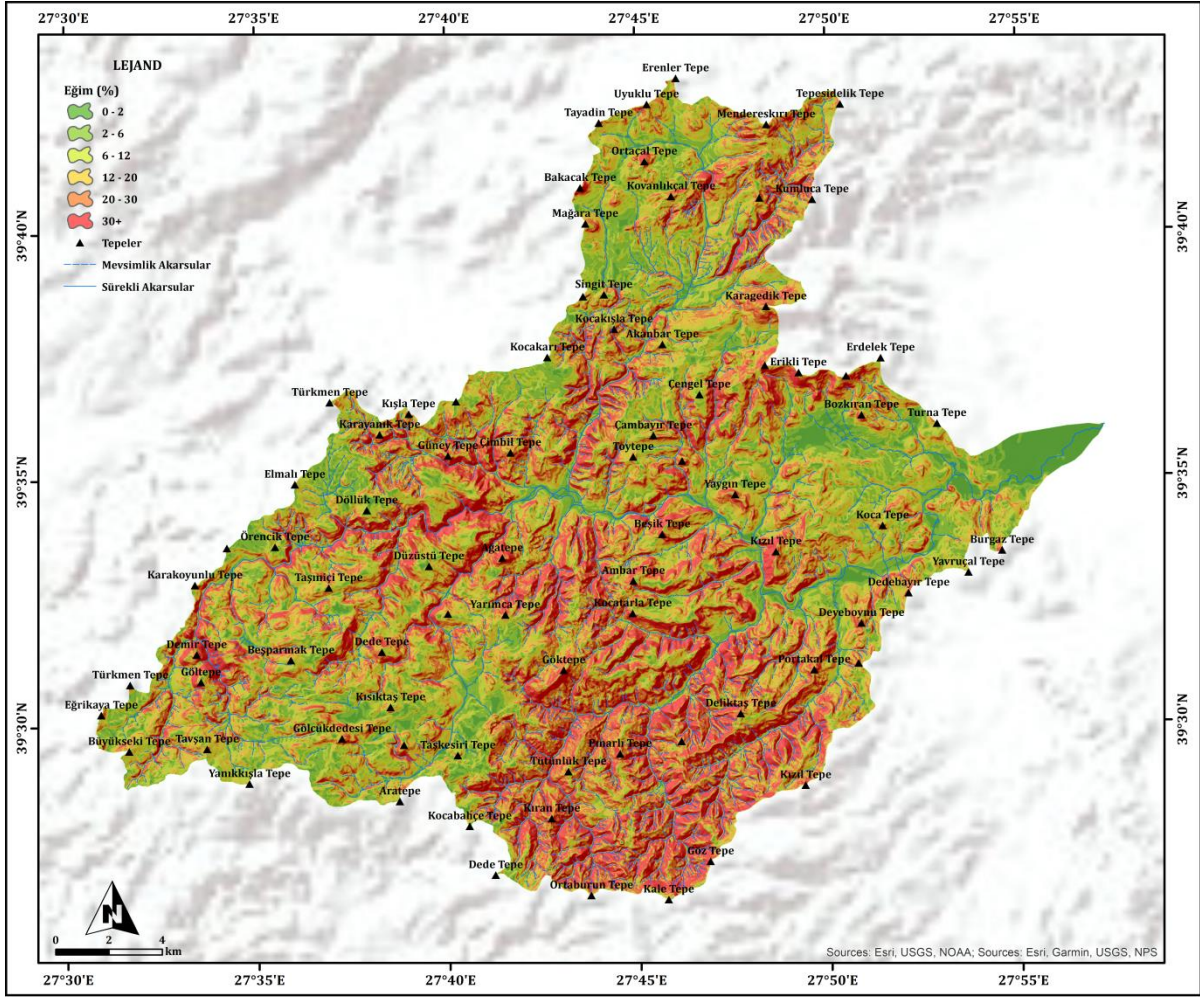 27°30'E 27°35'E 27°40'E 27°45'E 27°50'E 27°55'E
LEJAND
Eğim (%)
0 - 2
2 - 6
6 - 12
12 - 20
20 - 30
30+
Tepeler
Mevsimlik Akarsular
Sürekli Akarsular
Erenler Tepe
Uyuklu Tepe
Tepesidelik Tepe
Tayadin Tepe
Mendereskırı Tepe
Ortaçal Tepe
Bakacak Tepe
Kovanlıkçal Tepe
Kumluca Tepe
Mağara Tepe
39°40'N 39°40'N
Singit Tepe
Karagedik Tepe
Kocakışla Tepe
Akanbar Tepe
Kocakarı Tepe
Erdelek Tepe
Erikli Tepe
Türkmen Tepe
Kışla Tepe
Çengel Tepe
Bozkıran Tepe
Turna Tepe
Karayanık Tepe
Çambayır Tepe
Güney Tepe
Çimbil Tepe
Toytepe
39°35'N 39°35'N
Elmalı Tepe
Yaygın Tepe
Döllük Tepe
Koca Tepe
Beşik Tepe
Örencik Tepe
Kızıl Tepe
Burgaz Tepe
Düzüstü Tepe
Ağatepe
Yavruçal Tepe
Karakoyunlu Tepe
Taşıniçi Tepe
Ambar Tepe
Dedebayır Tepe
Yarımca Tepe
Kocatarla Tepe
Deveboynu Tepe
Demir Tepe
Beşparmak Tepe
Dede Tepe
Göktepe
Portakal Tepe
Türkmen Tepe
Göltepe
Eğrikaya Tepe
Kısıktaş Tepe
Deliktaş Tepe
39°30'N 39°30'N
Büyükseki Tepe
Tavşan Tepe
Gölcükdedesi Tepe
Taşkesiri Tepe
Pınarlı Tepe
Yanıkkışla Tepe
Tütünlük Tepe
Kızıl Tepe
Aratepe
Kocabahçe Tepe
Kıran Tepe
Göz Tepe
Dede Tepe
Ortaburun Tepe
Kale Tepe
N
0 2 4
km
Sources: Esri, USGS, NOAA; Sources: Esri, Garmin, USGS, NPS
27°30'E 27°35'E 27°40'E 27°45'E 27°50'E 27°55'E